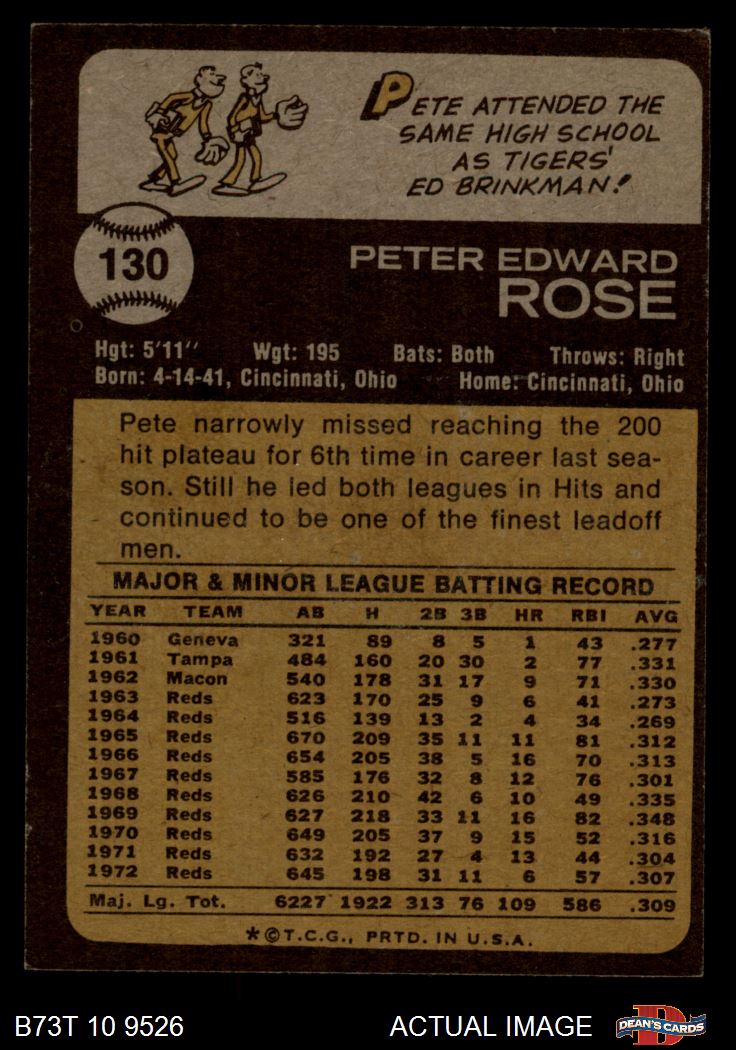 PETE ATTENDED THE
SAME HIGH SCHOOL
AS TIGERS'
ED BRINKMAN!
130
PETER EDWARD
ROSE
Hgt: 5'11" Wgt: 195 Bats: Both Throws: Right
Born: 4-14-41, Cincinnati, Ohio Home: Cincinnati, Ohio
Pete narrowly missed reaching the 200
hit plateau for 6th time in career last sea-
son. Still he led both leagues in Hits and
continued to be one of the finest leadoff
men.
MAJOR & MINOR LEAGUE BATTING RECORD
YEAR TEAM AB H 2B 3B HR RBI AVG
1960 Geneva 321 89 8 5 1 43 .277
1961 Tampa 484 160 20 30 2 77 .331
1962 Macon 540 178 31 17 9 71 .330
1963 Reds 623 170 25 9 6 41 .273
1964 Reds 516 139 13 2 4 34 .269
1965 Reds 670 209 35 11 11 81 .312
1966 Reds 654 205 38 5 16 70 .313
1967 Reds 585 176 32 8 12 76 .301
1968 Reds 626 210 42 6 10 49 .335
1969 Reds 627 218 33 11 16 82 .348
1970 Reds 649 205 37 9 15 52 .316
1971 Reds 632 192 27 4 13 44 .304
1972 Reds 645 198 31 11 6 57 .307
Maj. Lg. Tot. 6227 1922 313 76 109 586 .309
*©T.C.G., PRTD. IN U.S.A.
B73T 10 9526 ACTUAL IMAGE D DEAN'S CARDS